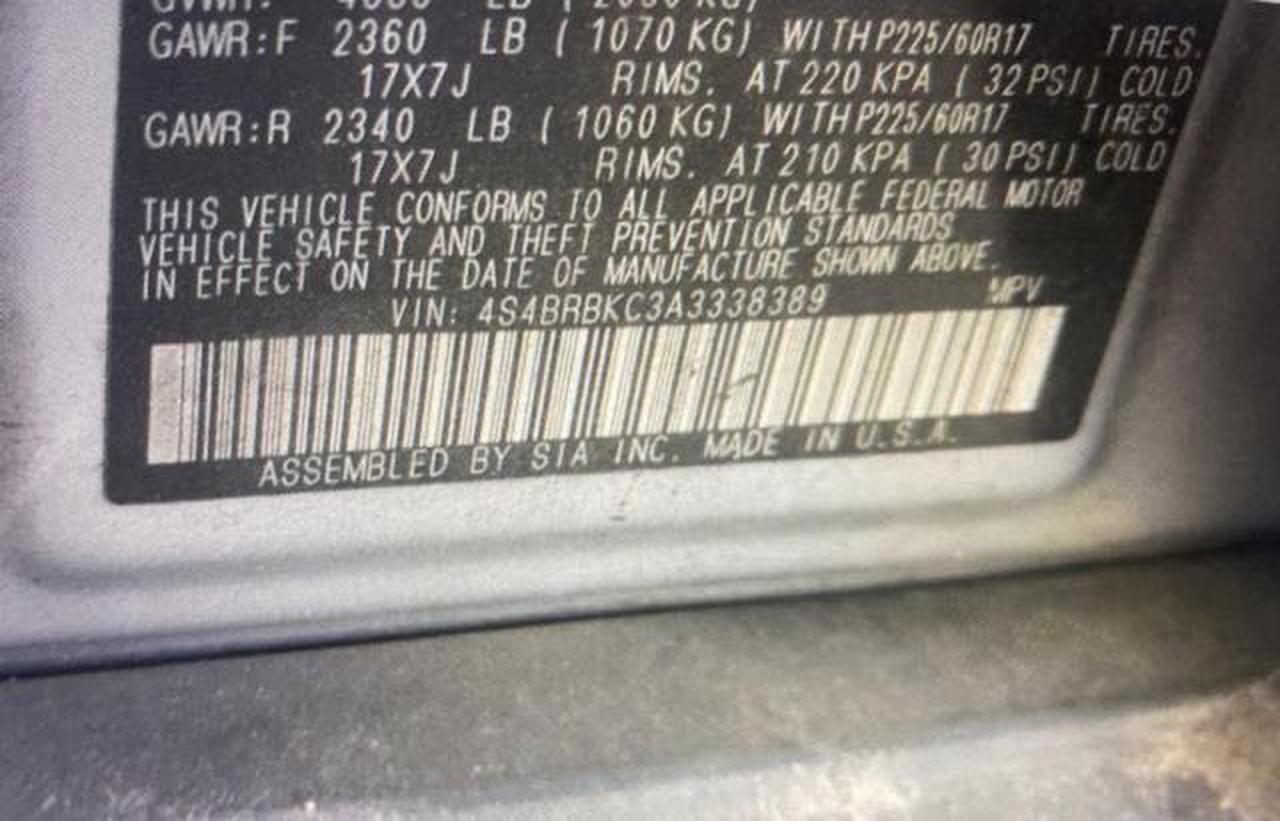 GAWR:F 2360 LB ( 1070 KG) WITH P225/60R17 TIRES.
17X7J RIMS. AT 220 KPA ( 32 PSI) COLD
GAWR:R 2340 LB ( 1060 KG) WITH P225/60R17 TIRES.
17X7J RIMS. AT 210 KPA ( 30 PSI) COLD
THIS VEHICLE CONFORMS TO ALL APPLICABLE FEDERAL MOTOR
VEHICLE SAFETY AND THEFT PREVENTION STANDARDS
IN EFFECT ON THE DATE OF MANUFACTURE SHOWN ABOVE.
VIN: 4S4BRBKC3A3338389 MPV
ASSEMBLED BY SIA INC. MADE IN U.S.A.